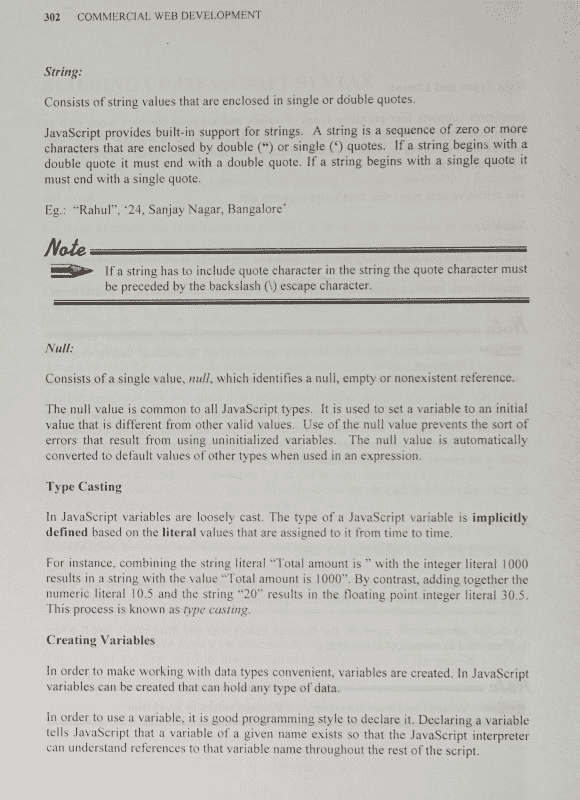 302 COMMERCIAL WEB DEVELOPMENT
String:
Consists of string values that are enclosed in single or double quotes.
JavaScript provides built-in support for strings. A string is a sequence of zero or more
characters that are enclosed by double (“) or single (‘) quotes. If a string begins with a
double quote it must end with a double quote. If a string begins with a single quote it
must end with a single quote.
Eg.: “Rahul”, ‘24, Sanjay Nagar, Bangalore’
Note
If a string has to include quote character in the string the quote character must
be preceded by the backslash (\) escape character.
Null:
Consists of a single value, null, which identifies a null, empty or nonexistent reference.
The null value is common to all JavaScript types. It is used to set a variable to an initial
value that is different from other valid values. Use of the null value prevents the sort of
errors that result from using uninitialized variables. The null value is automatically
converted to default values of other types when used in an expression.
Type Casting
In JavaScript variables are loosely cast. The type of a JavaScript variable is implicitly
defined based on the literal values that are assigned to it from time to time.
For instance, combining the string literal “Total amount is ” with the integer literal 1000
results in a string with the value “Total amount is 1000”. By contrast, adding together the
numeric literal 10.5 and the string “20” results in the floating point integer literal 30.5.
This process is known as type casting.
Creating Variables
In order to make working with data types convenient, variables are created. In JavaScript
variables can be created that can hold any type of data.
In order to use a variable, it is good programming style to declare it. Declaring a variable
tells JavaScript that a variable of a given name exists so that the JavaScript interpreter
can understand references to that variable name throughout the rest of the script.